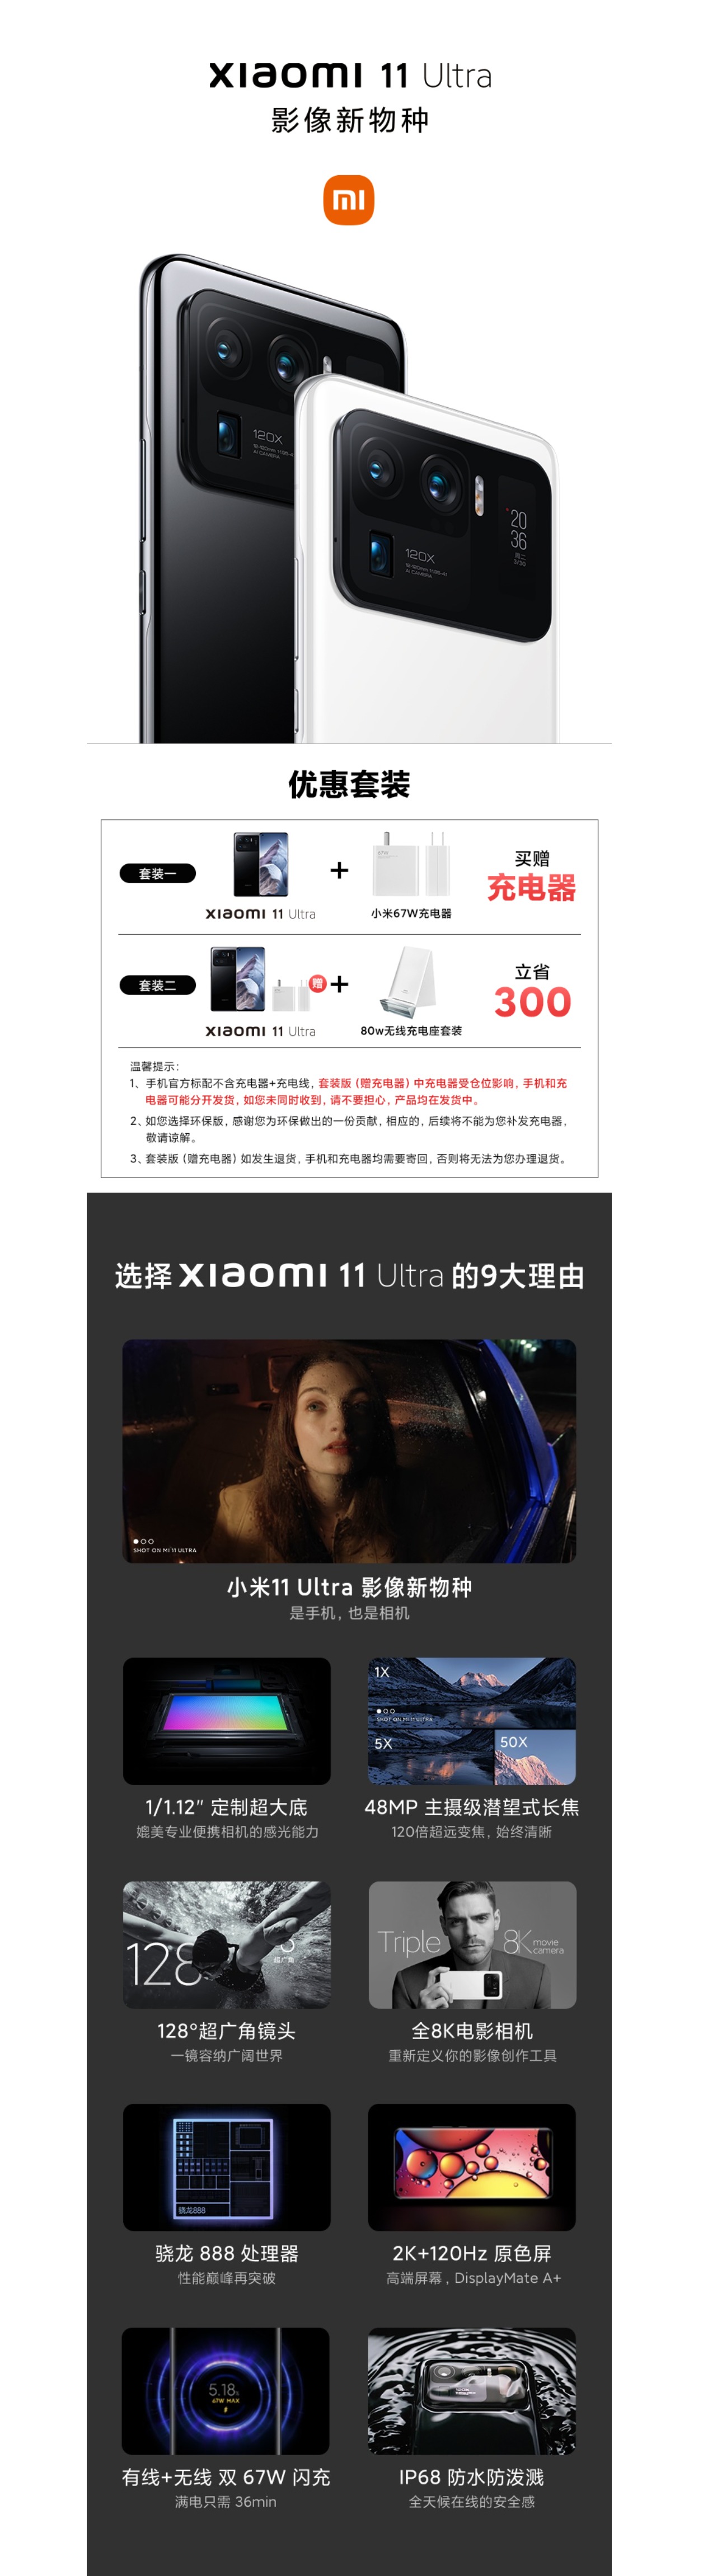 xiaomi 11 Ultra
影像新物种
mi
120X
AI CAMERA
120X
12-120mm 1:1.95-4.1
AI CAMERA
20
36
周二
3/30
优惠套装
套装一
+
买赠
充电器
xiaomi 11 Ultra
小米67W充电器
套装二
赠
+
立省
300
xiaomi 11 Ultra
80w无线充电座套装
温馨提示：
1、手机官方标配不含充电器+充电线，套装版（赠充电器）中充电器受仓位影响，手机和充
电器可能分开发货，如您未同时收到，请不要担心，产品均在发货中。
2、如您选择环保版，感谢您为环保做出的一份贡献，相应的，后续将不能为您补发充电器，
敬请谅解。
3、套装版（赠充电器）如发生退货，手机和充电器均需要寄回，否则将无法为您办理退货。
选择 xiaomi 11 Ultra 的9大理由
SHOT ON MI 11 ULTRA
小米11 Ultra 影像新物种
是手机，也是相机
1X
SHOT ON MI 11 ULTRA
5X
50X
1/1.12″ 定制超大底
媲美专业便携相机的感光能力
48MP 主摄级潜望式长焦
120倍超远变焦，始终清晰
128°
超广角
Triple 8K movie
camera
128°超广角镜头
一镜容纳广阔世界
全8K电影相机
重新定义你的影像创作工具
骁龙888
骁龙 888 处理器
性能巅峰再突破
2K+120Hz 原色屏
高端屏幕，DisplayMate A+
5.18%
67W MAX
有线+无线 双 67W 闪充
满电只需 36min
IP68 防水防泼溅
全天候在线的安全感